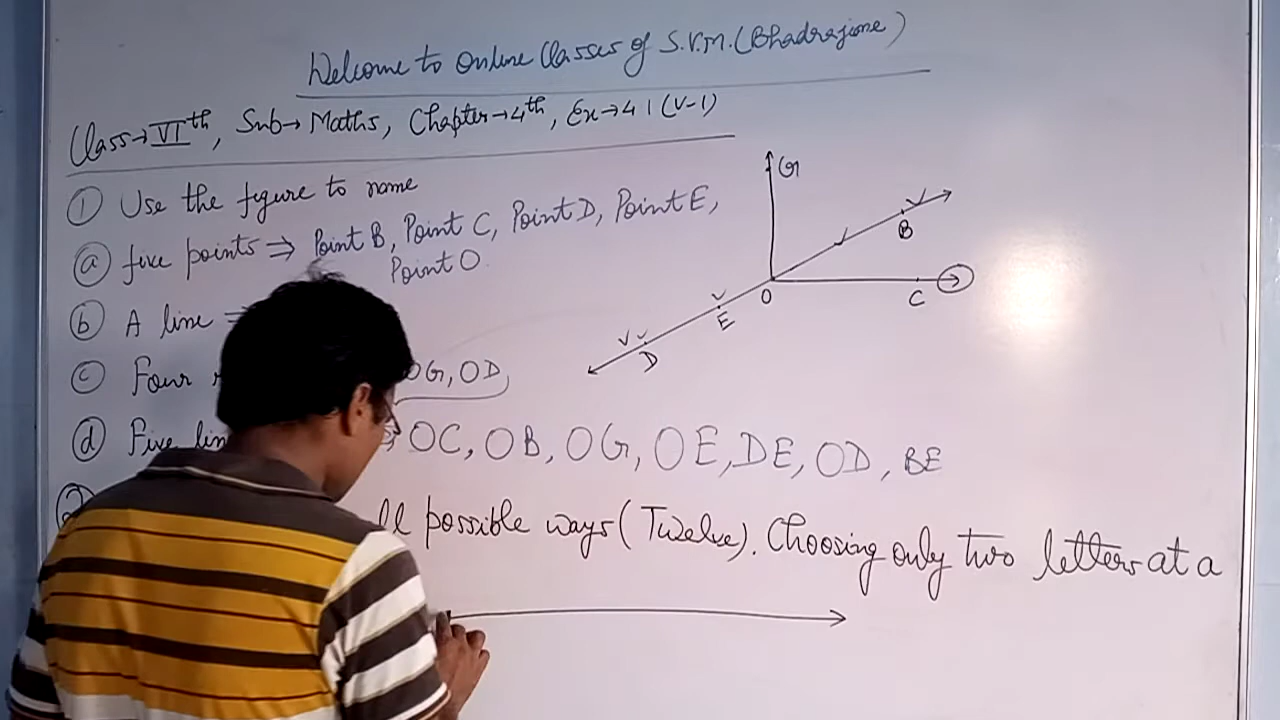 Welcome to Online Classes of S.V.M.(Bhadrajune)
Class→VIth, Sub→Maths, Chapter→4th, Ex→4.1(V-1)
① Use the figure to name
ⓐ five points ⇒ Point B, Point C, Point D, Point E,
Point O.
ⓑ A line
ⓒ Four
OG, OD
ⓓ Five
OC, OB, OG, OE, DE, OD, BE
possible ways (Twelve). Choosing only two letters at a
G
B
O
C
E
D